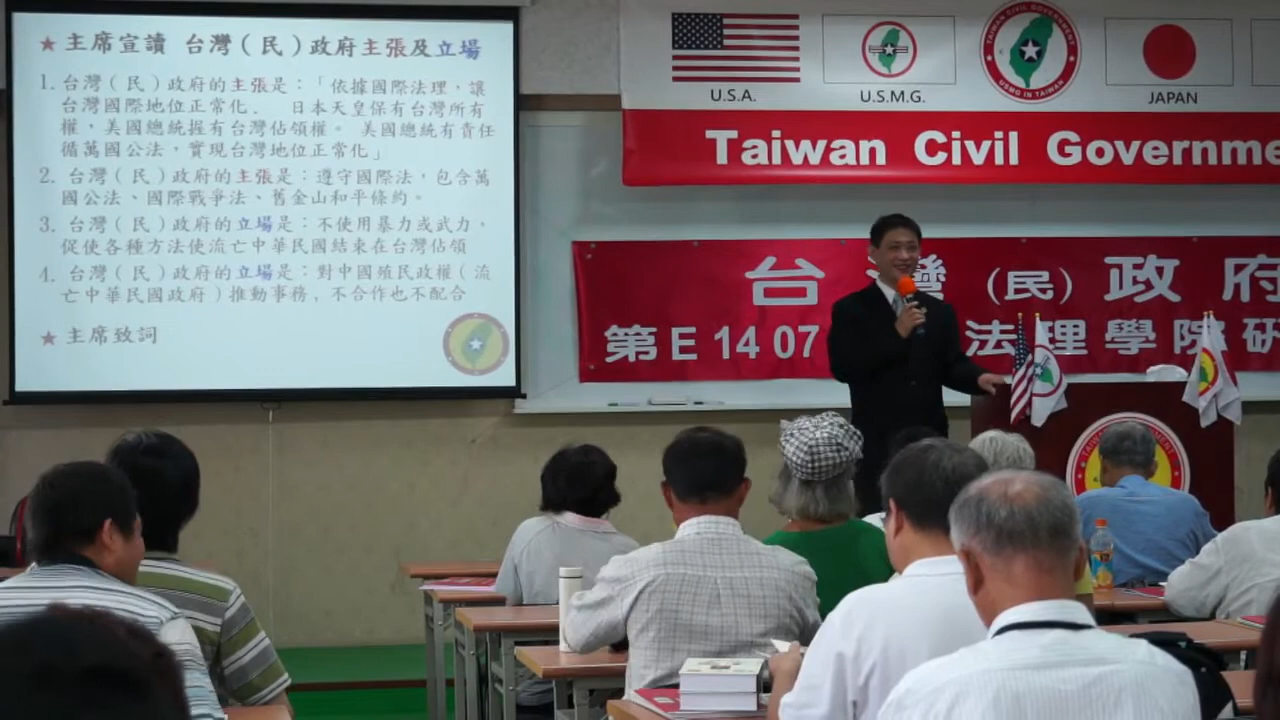 ★ 主席宣讀 台灣(民)政府主張及立場
1. 台灣(民)政府的主張是:「依據國際法理,讓
台灣國際地位正常化、 日本天皇保有台灣所有
權,美國總統握有台灣佔領權。 美國總統有責任
循萬國公法,實現台灣地位正常化」
2. 台灣(民)政府的主張是:遵守國際法,包含萬
國公法、國際戰爭法、舊金山和平條約。
3. 台灣(民)政府的立場是:不使用暴力或武力,
促使各種方法使流亡中華民國結束在台灣佔領
4. 台灣(民)政府的立場是:對中國殖民政權(流
亡中華民國政府)推動事務,不合作也不配合
★ 主席致詞
U.S.A.
U.S.M.G.
TAIWAN CIVIL GOVERNMENT
USMG IN TAIWAN
JAPAN
Taiwan Civil Governme
台灣(民)政府
第E 14 07 法理學院研